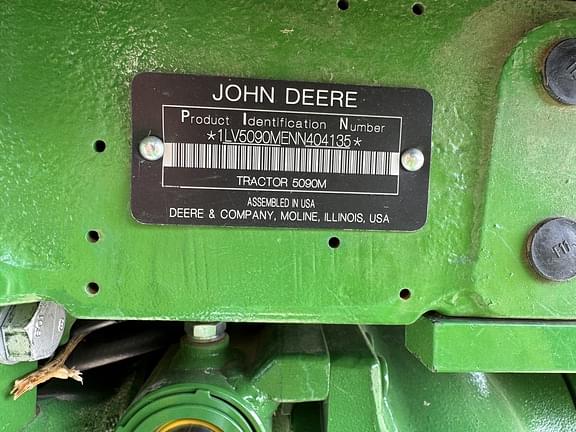 JOHN DEERE
Product Identification Number
*1LV5090MENN404135*
TRACTOR 5090M
ASSEMBLED IN USA
DEERE & COMPANY, MOLINE, ILLINOIS, USA